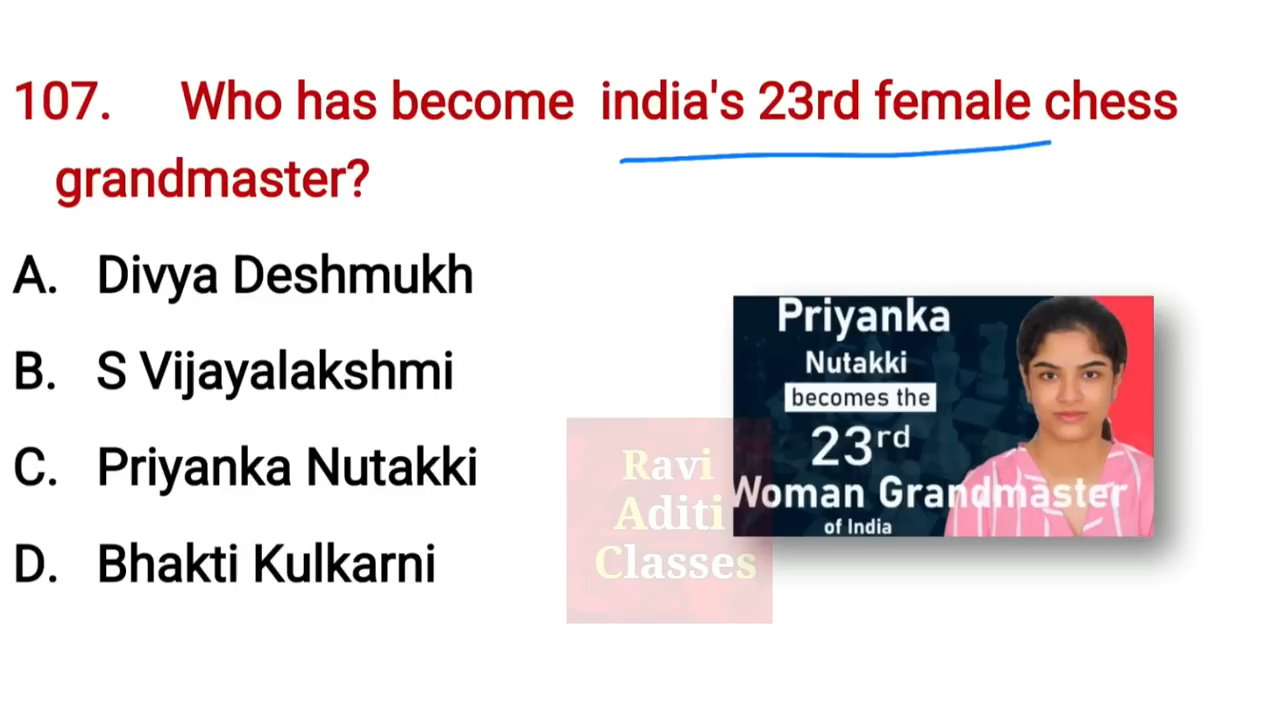 107. Who has become india's 23rd female chess
grandmaster?
A. Divya Deshmukh
B. S Vijayalakshmi
C. Priyanka Nutakki
D. Bhakti Kulkarni
Priyanka
Nutakki
becomes the
23rd
Woman Grandmaster
of India
Ravi
Aditi
Classes